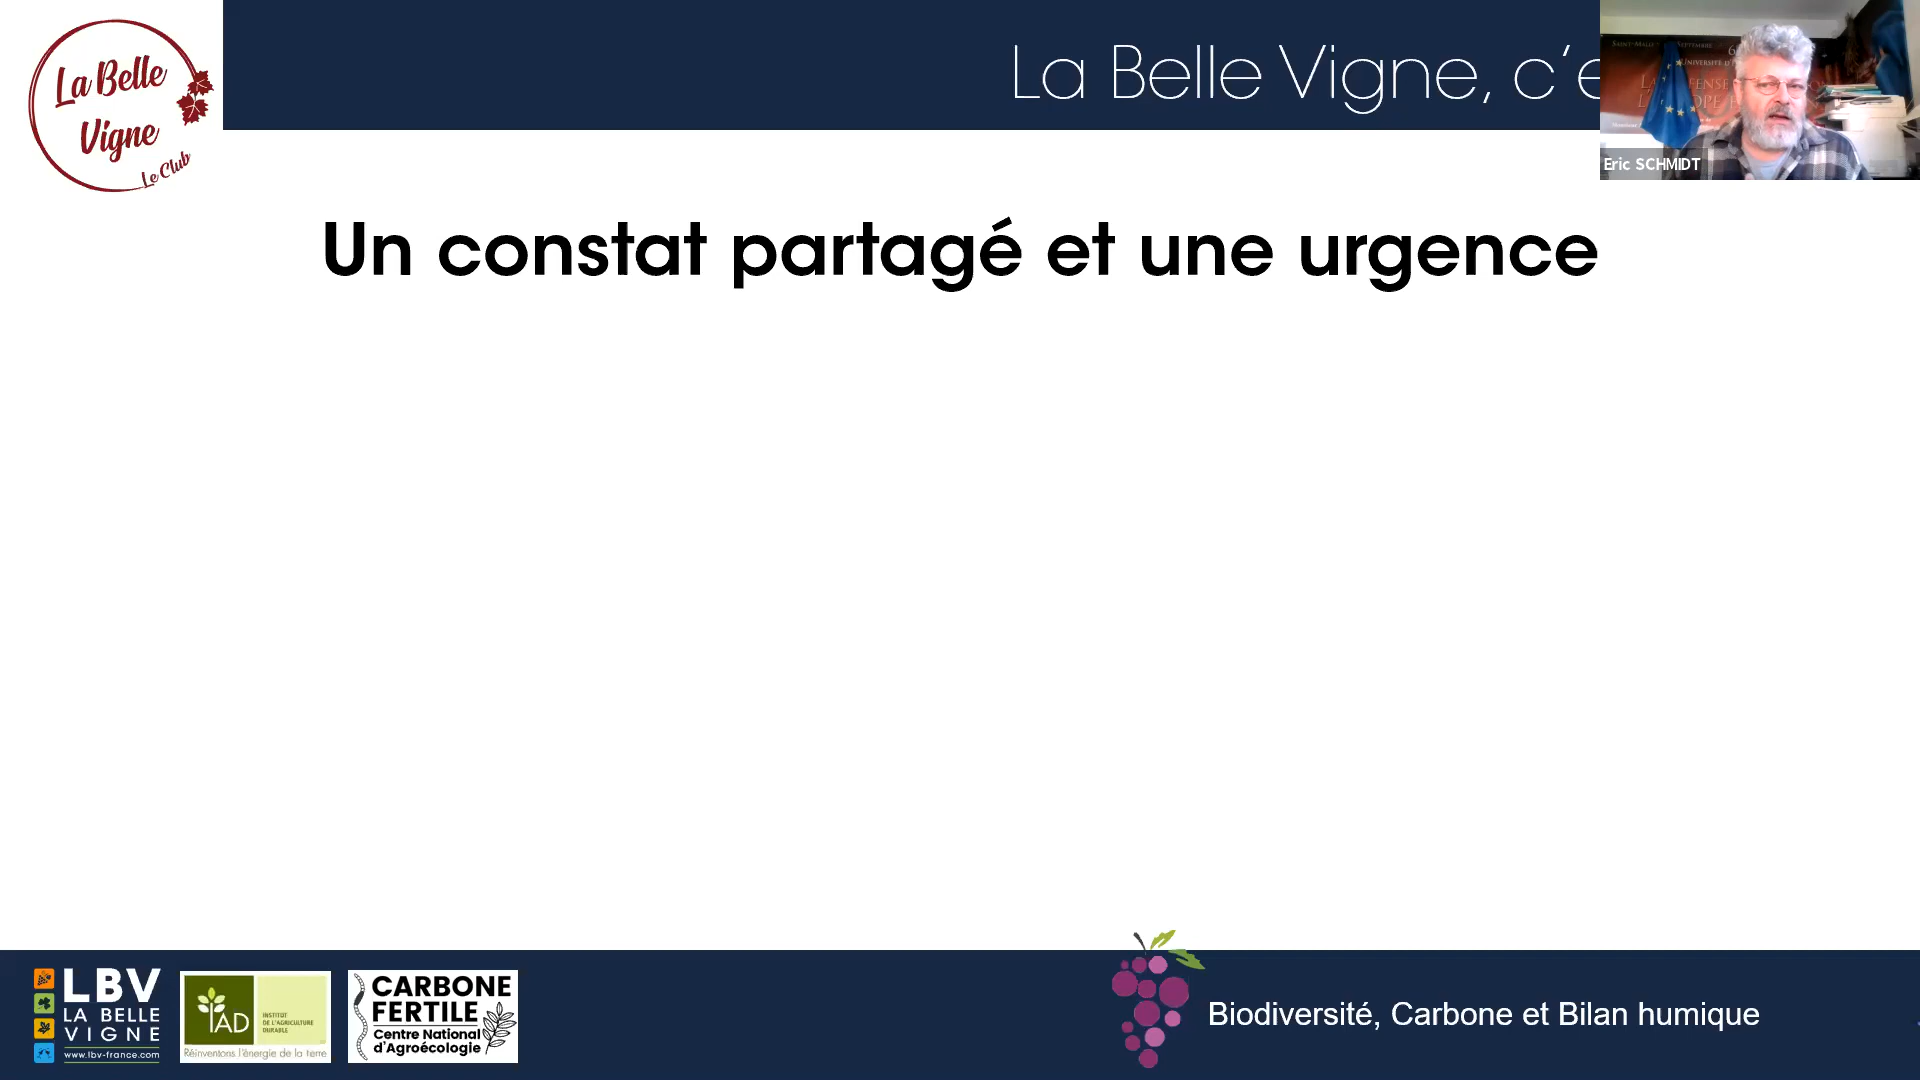 La Belle
Vigne
Le Club
La Belle Vigne, c'e
Eric SCHMIDT
Un constat partagé et une urgence
LBV
LA BELLE
VIGNE
www.lbv-france.com
IAD
INSTITUT
DE L'AGRICULTURE
DURABLE
Réinventons l'énergie de la terre
CARBONE
FERTILE
Centre National
d'Agroécologie
Biodiversité, Carbone et Bilan humique